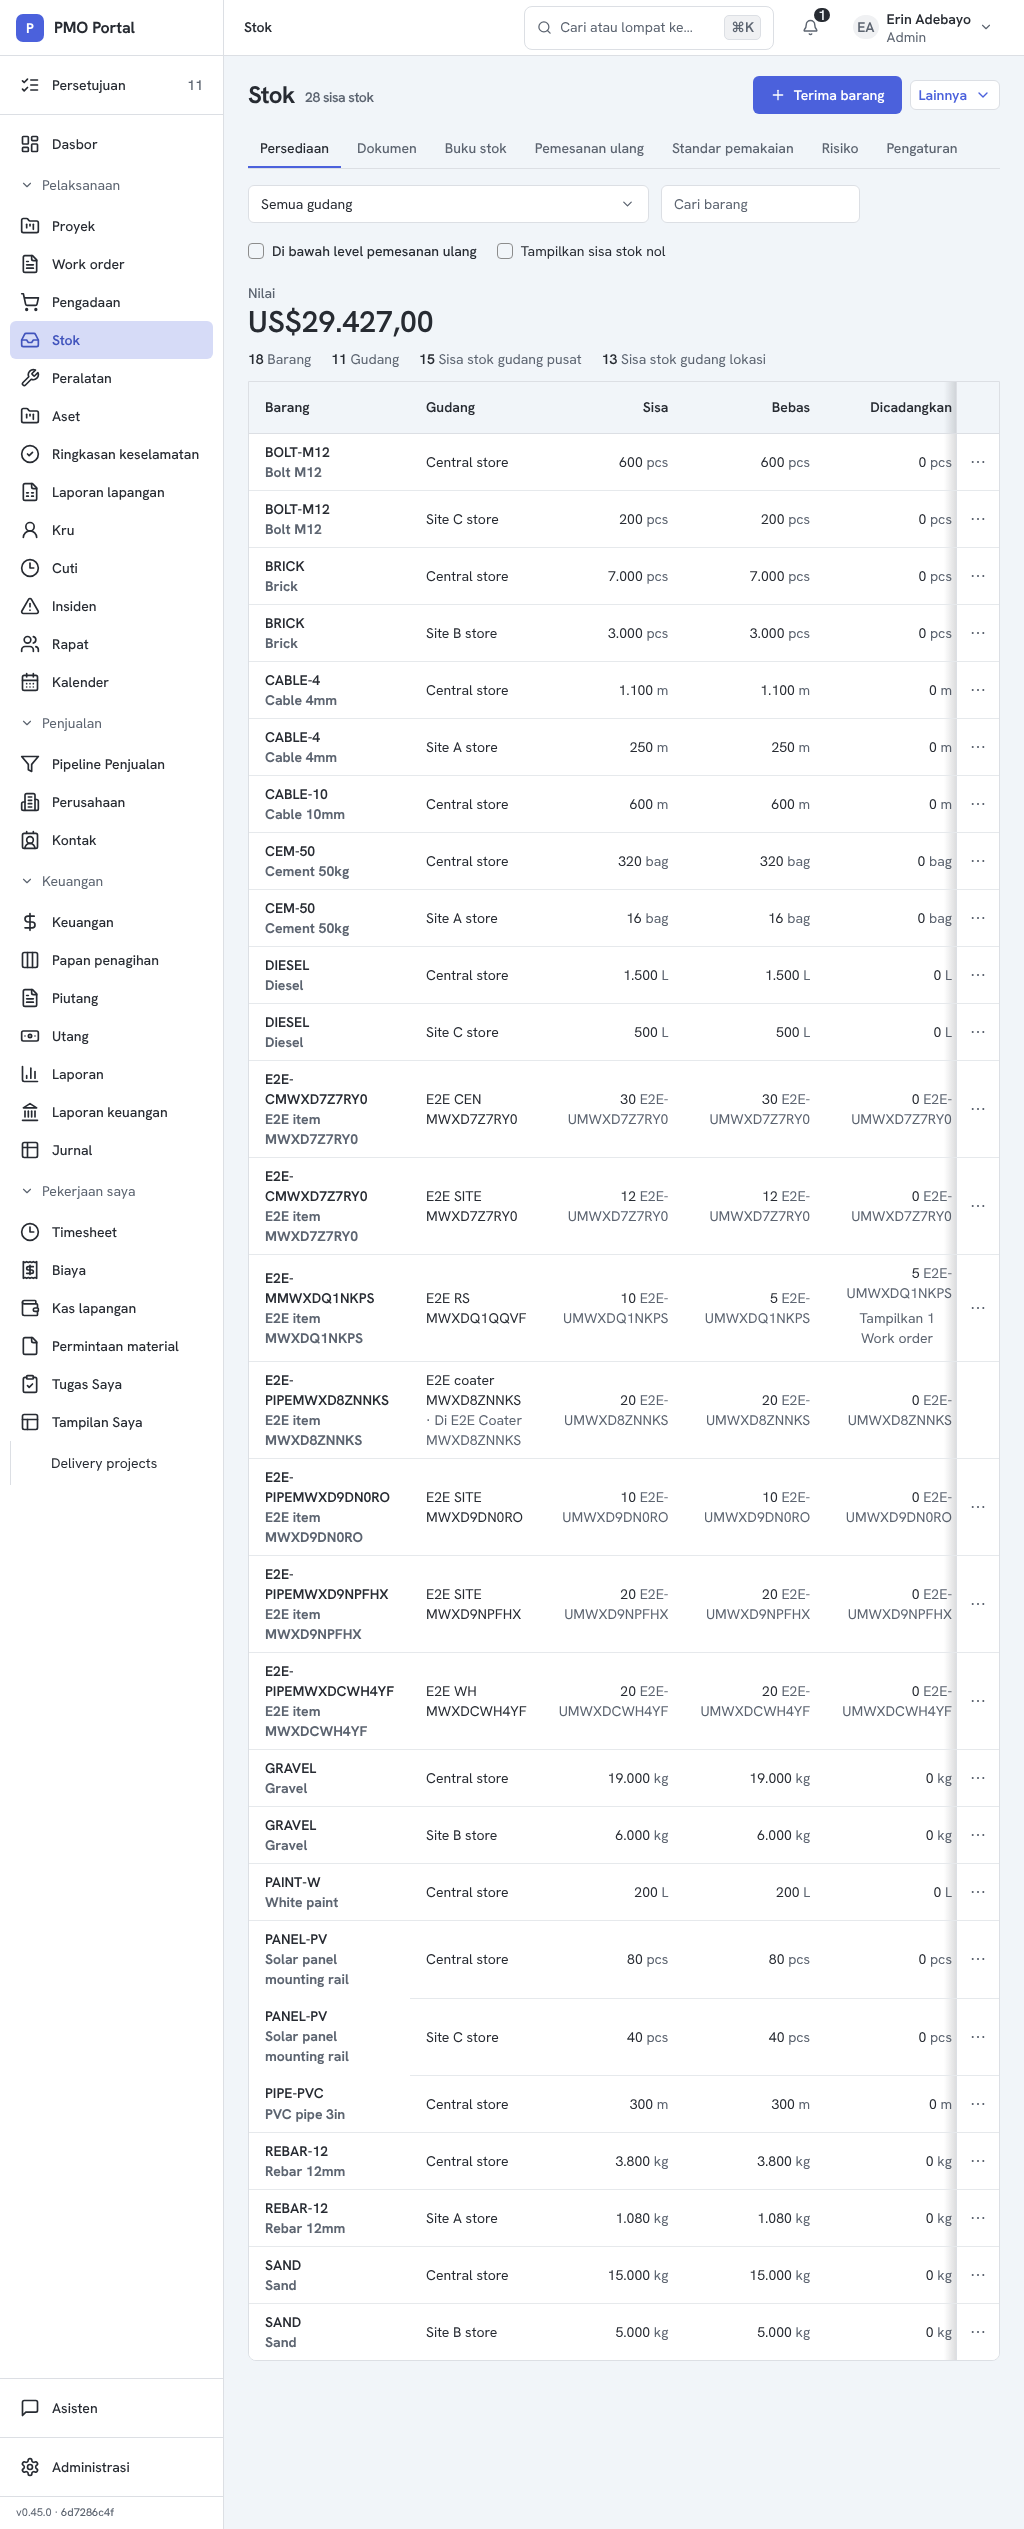 P PMO Portal
Stok
Cari atau lompat ke...
⌘K
1
EA
Erin Adebayo
Admin
Persetujuan 11
Dasbor
Pelaksanaan
Proyek
Work order
Pengadaan
Stok
Peralatan
Aset
Ringkasan keselamatan
Laporan lapangan
Kru
Cuti
Insiden
Rapat
Kalender
Penjualan
Pipeline Penjualan
Perusahaan
Kontak
Keuangan
Keuangan
Papan penagihan
Piutang
Utang
Laporan
Laporan keuangan
Jurnal
Pekerjaan saya
Timesheet
Biaya
Kas lapangan
Permintaan material
Tugas Saya
Tampilan Saya
Delivery projects
Asisten
Administrasi
v0.45.0 · 6d7286c4f
Stok 28 sisa stok
+ Terima barang
Lainnya
Persediaan Dokumen Buku stok Pemesanan ulang Standar pemakaian Risiko Pengaturan
Semua gudang
Cari barang
Di bawah level pemesanan ulang
Tampilkan sisa stok nol
Nilai
US$29.427,00
18 Barang 11 Gudang 15 Sisa stok gudang pusat 13 Sisa stok gudang lokasi
Barang Gudang Sisa Bebas Dicadangkan
BOLT-M12
Bolt M12
Central store 600 pcs 600 pcs 0 pcs ...
BOLT-M12
Bolt M12
Site C store 200 pcs 200 pcs 0 pcs ...
BRICK
Brick
Central store 7.000 pcs 7.000 pcs 0 pcs ...
BRICK
Brick
Site B store 3.000 pcs 3.000 pcs 0 pcs ...
CABLE-4
Cable 4mm
Central store 1.100 m 1.100 m 0 m ...
CABLE-4
Cable 4mm
Site A store 250 m 250 m 0 m ...
CABLE-10
Cable 10mm
Central store 600 m 600 m 0 m ...
CEM-50
Cement 50kg
Central store 320 bag 320 bag 0 bag ...
CEM-50
Cement 50kg
Site A store 16 bag 16 bag 0 bag ...
DIESEL
Diesel
Central store 1.500 L 1.500 L 0 L ...
DIESEL
Diesel
Site C store 500 L 500 L 0 L ...
E2E-
CMWXD7Z7RY0
E2E item
MWXD7Z7RY0
E2E CEN
MWXD7Z7RY0
30 E2E-
UMWXD7Z7RY0
30 E2E-
UMWXD7Z7RY0
0 E2E-
UMWXD7Z7RY0
...
E2E-
CMWXD7Z7RY0
E2E item
MWXD7Z7RY0
E2E SITE
MWXD7Z7RY0
12 E2E-
UMWXD7Z7RY0
12 E2E-
UMWXD7Z7RY0
0 E2E-
UMWXD7Z7RY0
...
E2E-
MMWXDQ1NKPS
E2E item
MWXDQ1NKPS
E2E RS
MWXDQ1QQVF
10 E2E-
UMWXDQ1NKPS
5 E2E-
UMWXDQ1NKPS
5 E2E-
UMWXDQ1NKPS
Tampilkan 1
Work order
...
E2E-
PIPEMWXD8ZNNKS
E2E item
MWXD8ZNNKS
E2E coater
MWXD8ZNNKS
· Di E2E Coater
MWXD8ZNNKS
20 E2E-
UMWXD8ZNNKS
20 E2E-
UMWXD8ZNNKS
0 E2E-
UMWXD8ZNNKS
E2E-
PIPEMWXD9DN0RO
E2E item
MWXD9DN0RO
E2E SITE
MWXD9DN0RO
10 E2E-
UMWXD9DN0RO
10 E2E-
UMWXD9DN0RO
0 E2E-
UMWXD9DN0RO
...
E2E-
PIPEMWXD9NPFHX
E2E item
MWXD9NPFHX
E2E SITE
MWXD9NPFHX
20 E2E-
UMWXD9NPFHX
20 E2E-
UMWXD9NPFHX
0 E2E-
UMWXD9NPFHX
...
E2E-
PIPEMWXDCWH4YF
E2E item
MWXDCWH4YF
E2E WH
MWXDCWH4YF
20 E2E-
UMWXDCWH4YF
20 E2E-
UMWXDCWH4YF
0 E2E-
UMWXDCWH4YF
...
GRAVEL
Gravel
Central store 19.000 kg 19.000 kg 0 kg ...
GRAVEL
Gravel
Site B store 6.000 kg 6.000 kg 0 kg ...
PAINT-W
White paint
Central store 200 L 200 L 0 L ...
PANEL-PV
Solar panel
mounting rail
Central store 80 pcs 80 pcs 0 pcs ...
PANEL-PV
Solar panel
mounting rail
Site C store 40 pcs 40 pcs 0 pcs ...
PIPE-PVC
PVC pipe 3in
Central store 300 m 300 m 0 m ...
REBAR-12
Rebar 12mm
Central store 3.800 kg 3.800 kg 0 kg ...
REBAR-12
Rebar 12mm
Site A store 1.080 kg 1.080 kg 0 kg ...
SAND
Sand
Central store 15.000 kg 15.000 kg 0 kg ...
SAND
Sand
Site B store 5.000 kg 5.000 kg 0 kg ...